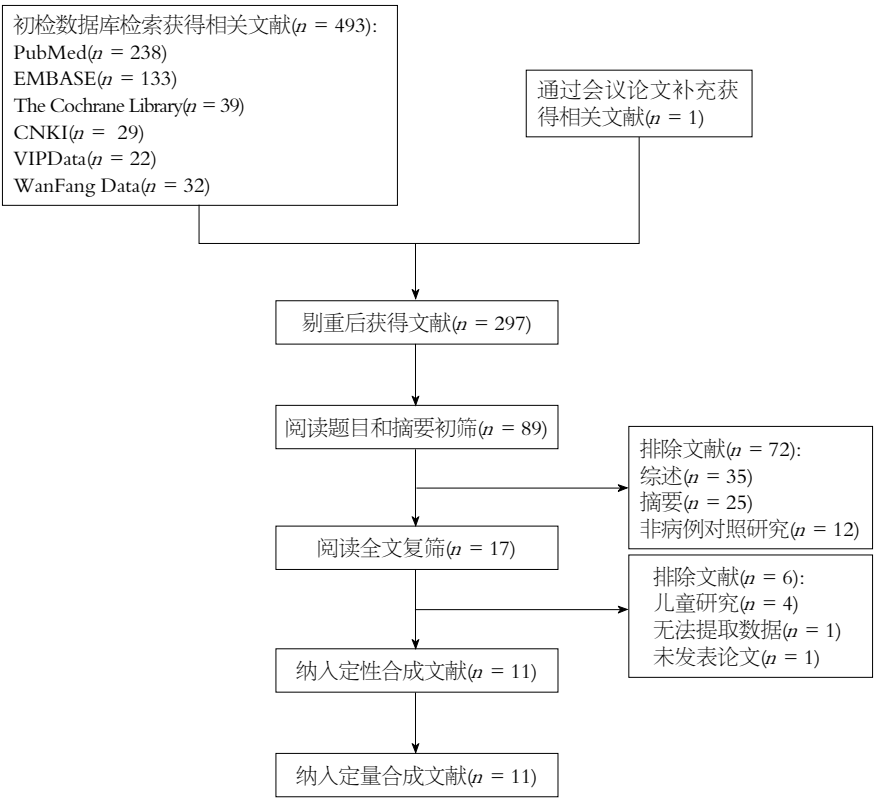 初检数据库检索获得相关文献(n = 493):
PubMed(n = 238)
EMBASE(n = 133)
The Cochrane Library(n = 39)
CNKI(n = 29)
VIPData(n = 22)
WanFang Data(n = 32)
通过会议论文补充获
得相关文献(n = 1)
剔重后获得文献(n = 297)
阅读题目和摘要初筛(n = 89)
排除文献(n = 72):
综述(n = 35)
摘要(n = 25)
非病例对照研究(n = 12)
阅读全文复筛(n = 17)
排除文献(n = 6):
儿童研究(n = 4)
无法提取数据(n = 1)
未发表论文(n = 1)
纳入定性合成文献(n = 11)
纳入定量合成文献(n = 11)